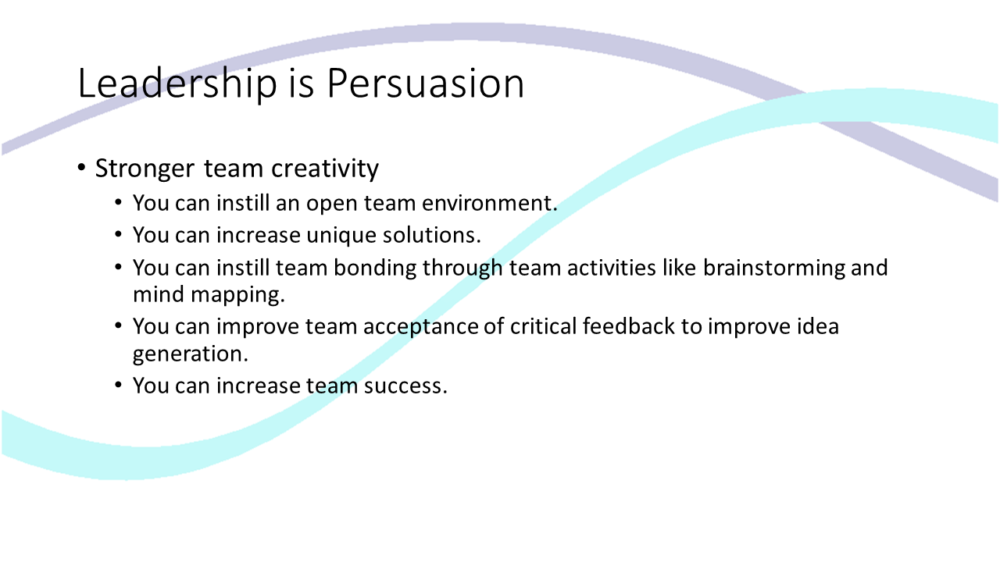 Leadership is Persuasion
• Stronger team creativity
• You can instill an open team environment.
• You can increase unique solutions.
• You can instill team bonding through team activities like brainstorming and
mind mapping.
• You can improve team acceptance of critical feedback to improve idea
generation.
• You can increase team success.